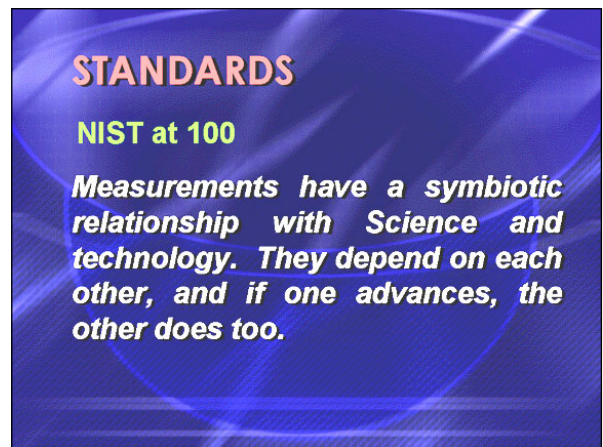 STANDARDS
NIST at 100
Measurements have a symbiotic
relationship with Science and
technology. They depend on each
other, and if one advances, the
other does too.